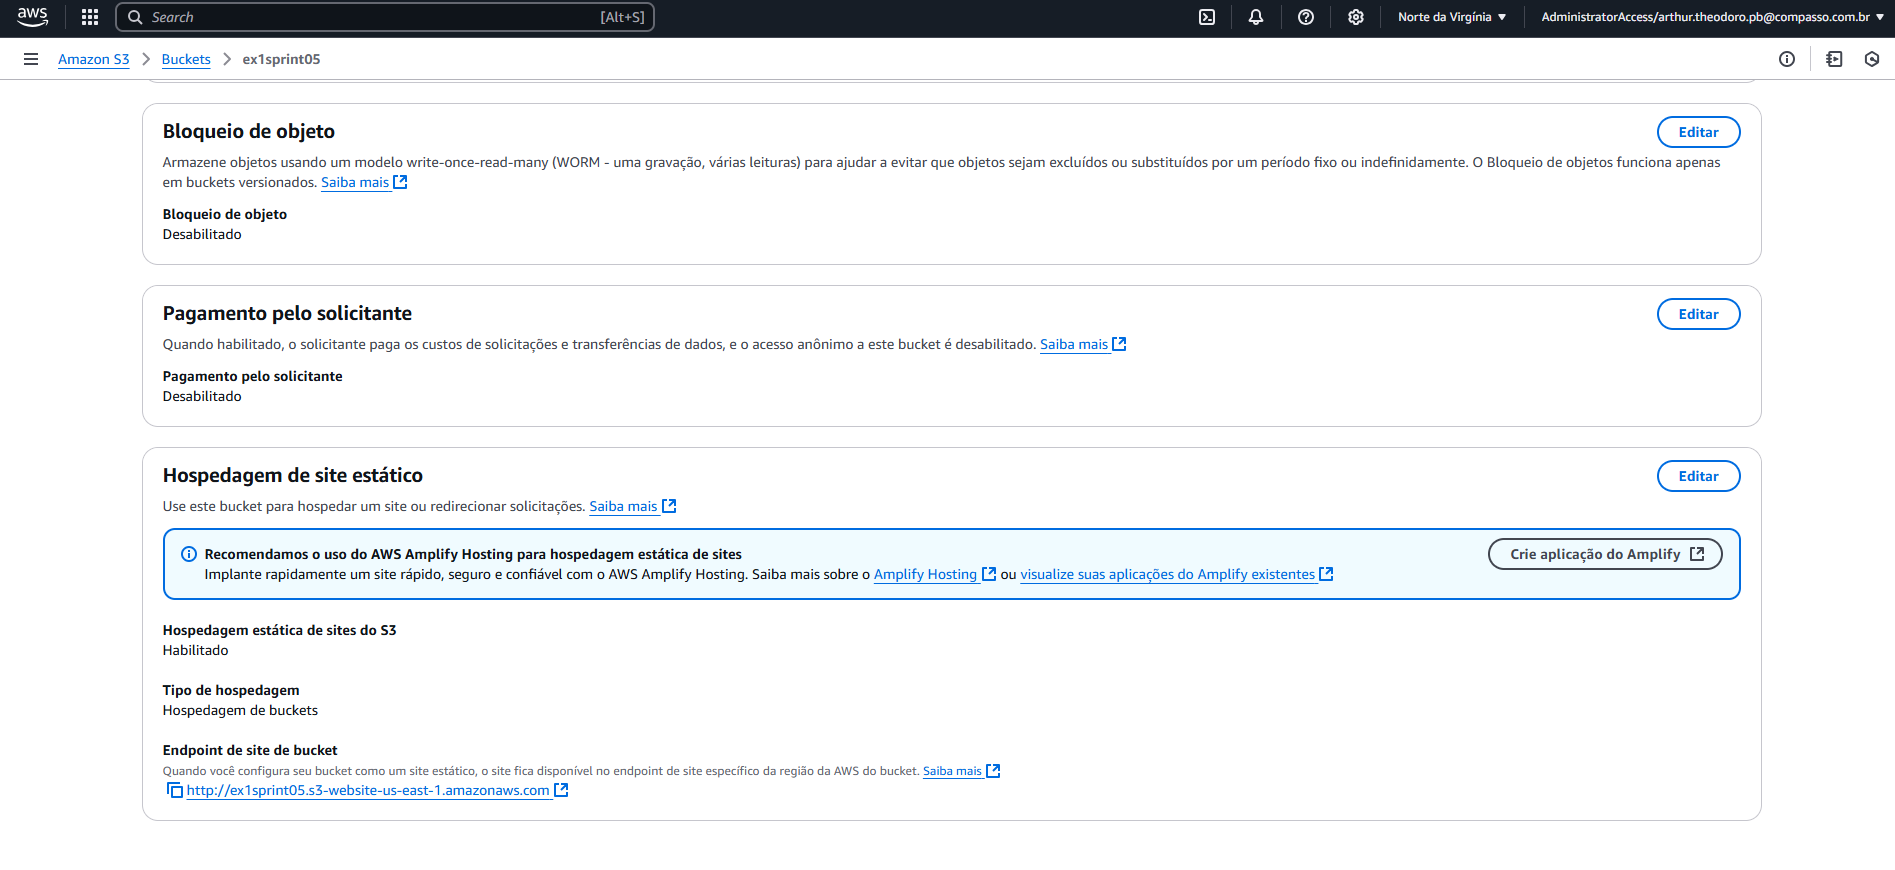 aws
Search [Alt+S]
Norte da Virgínia
AdministratorAccess/arthur.theodoro.pb@compasso.com.br
Amazon S3 > Buckets > ex1sprint05
Bloqueio de objeto
Editar
Armazene objetos usando um modelo write-once-read-many (WORM - uma gravação, várias leituras) para ajudar a evitar que objetos sejam excluídos ou substituídos por um período fixo ou indefinidamente. O Bloqueio de objetos funciona apenas
em buckets versionados. Saiba mais
Bloqueio de objeto
Desabilitado
Pagamento pelo solicitante
Editar
Quando habilitado, o solicitante paga os custos de solicitações e transferências de dados, e o acesso anônimo a este bucket é desabilitado. Saiba mais
Pagamento pelo solicitante
Desabilitado
Hospedagem de site estático
Editar
Use este bucket para hospedar um site ou redirecionar solicitações. Saiba mais
Recomendamos o uso do AWS Amplify Hosting para hospedagem estática de sites
Implante rapidamente um site rápido, seguro e confiável com o AWS Amplify Hosting. Saiba mais sobre o Amplify Hosting ou visualize suas aplicações do Amplify existentes
Crie aplicação do Amplify
Hospedagem estática de sites do S3
Habilitado
Tipo de hospedagem
Hospedagem de buckets
Endpoint de site de bucket
Quando você configura seu bucket como um site estático, o site fica disponível no endpoint de site específico da região da AWS do bucket. Saiba mais
http://ex1sprint05.s3-website-us-east-1.amazonaws.com